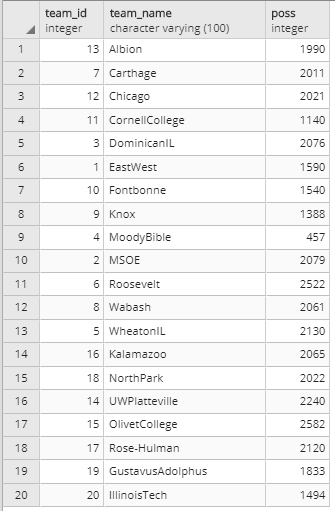 team_id team_name poss
integer character varying (100) integer
1 13 Albion 1990
2 7 Carthage 2011
3 12 Chicago 2021
4 11 CornellCollege 1140
5 3 DominicanIL 2076
6 1 EastWest 1590
7 10 Fontbonne 1540
8 9 Knox 1388
9 4 MoodyBible 457
10 2 MSOE 2079
11 6 Roosevelt 2522
12 8 Wabash 2061
13 5 WheatonIL 2130
14 16 Kalamazoo 2065
15 18 NorthPark 2022
16 14 UWPlatteville 2240
17 15 OlivetCollege 2582
18 17 Rose-Hulman 2120
19 19 GustavusAdolphus 1833
20 20 IllinoisTech 1494